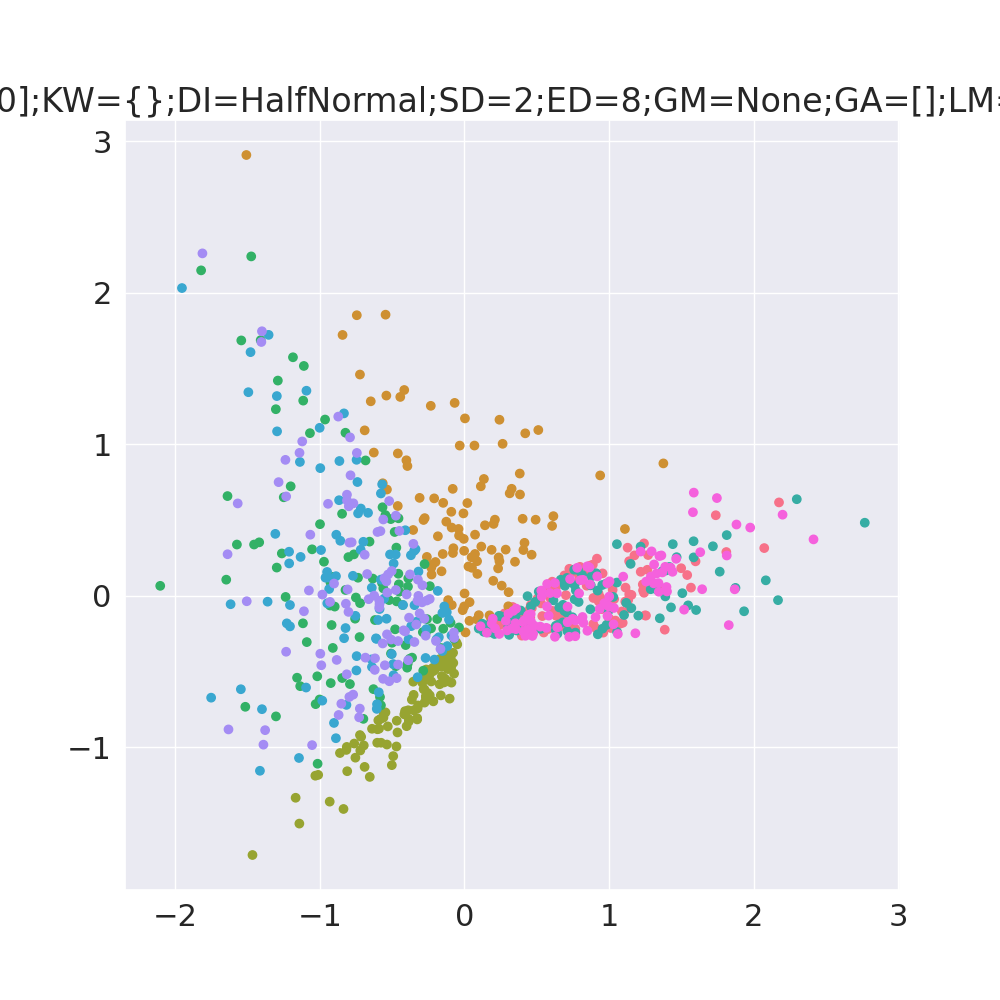 0];KW={};DI=HalfNormal;SD=2;ED=8;GM=None;GA=[];LM=
3
2
1
0
−1
−2 −1 0 1 2 3